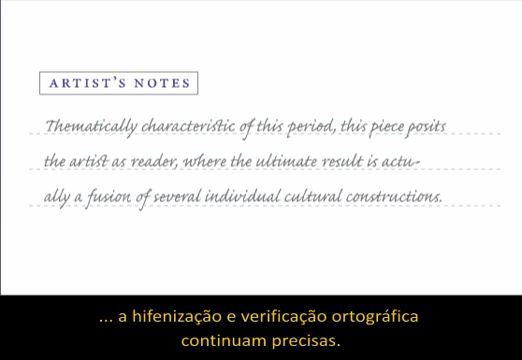 ARTIST'S NOTES
Thematically characteristic of this period, this piece posits
the artist as reader, where the ultimate result is actu-
ally a fusion of several individual cultural constructions.
... a hifenização e verificação ortográfica
continuam precisas.